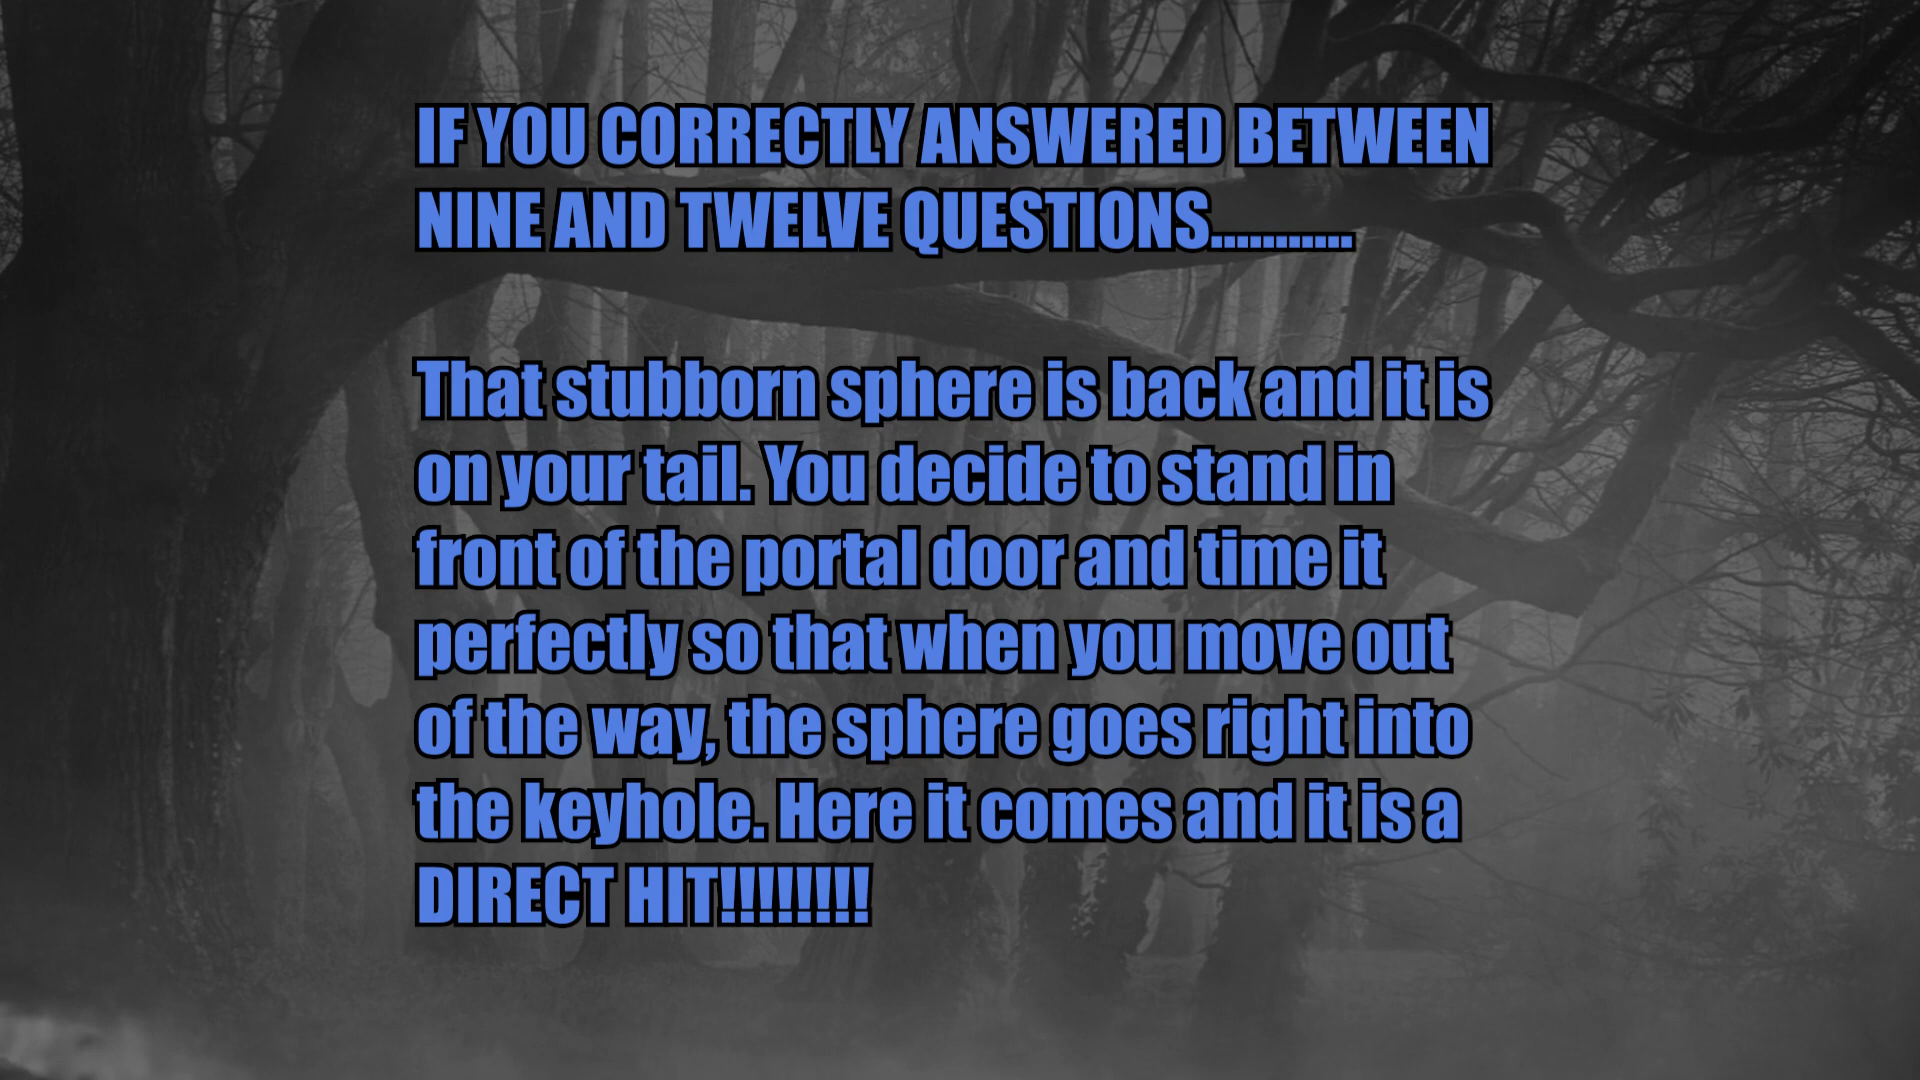 IF YOU CORRECTLY ANSWERED BETWEEN
NINE AND TWELVE QUESTIONS...........
That stubborn sphere is back and it is
on your tail. You decide to stand in
front of the portal door and time it
perfectly so that when you move out
of the way, the sphere goes right into
the keyhole. Here it comes and it is a
DIRECT HIT!!!!!!!!